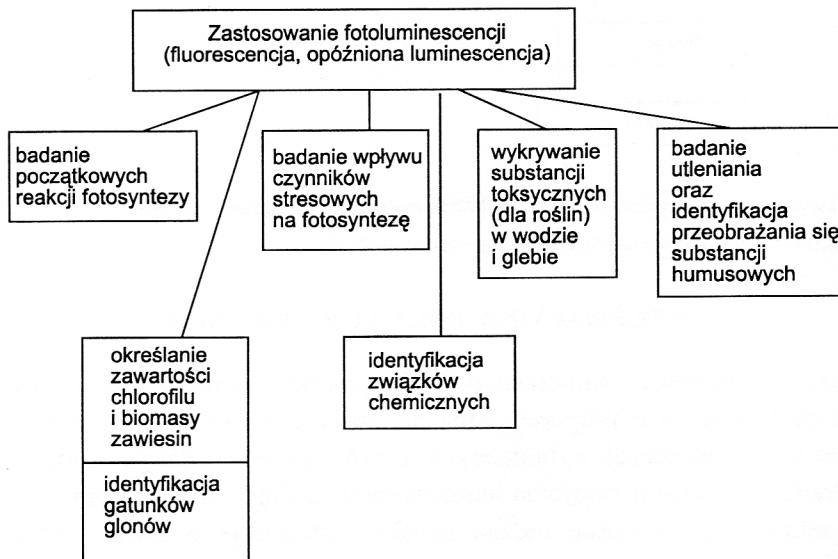 Zastosowanie fotoluminescencji
(fluorescencja, opóźniona luminescencja)
badanie
początkowych
reakcji fotosyntezy
badanie wpływu
czynników
stresowych
na fotosyntezę
wykrywanie
substancji
toksycznych
(dla roślin)
w wodzie
i glebie
badanie
utleniania
oraz
identyfikacja
przeobrażania się
substancji
humusowych
określanie
zawartości
chlorofilu
i biomasy
zawiesin
identyfikacja
gatunków
glonów
identyfikacja
związków
chemicznych